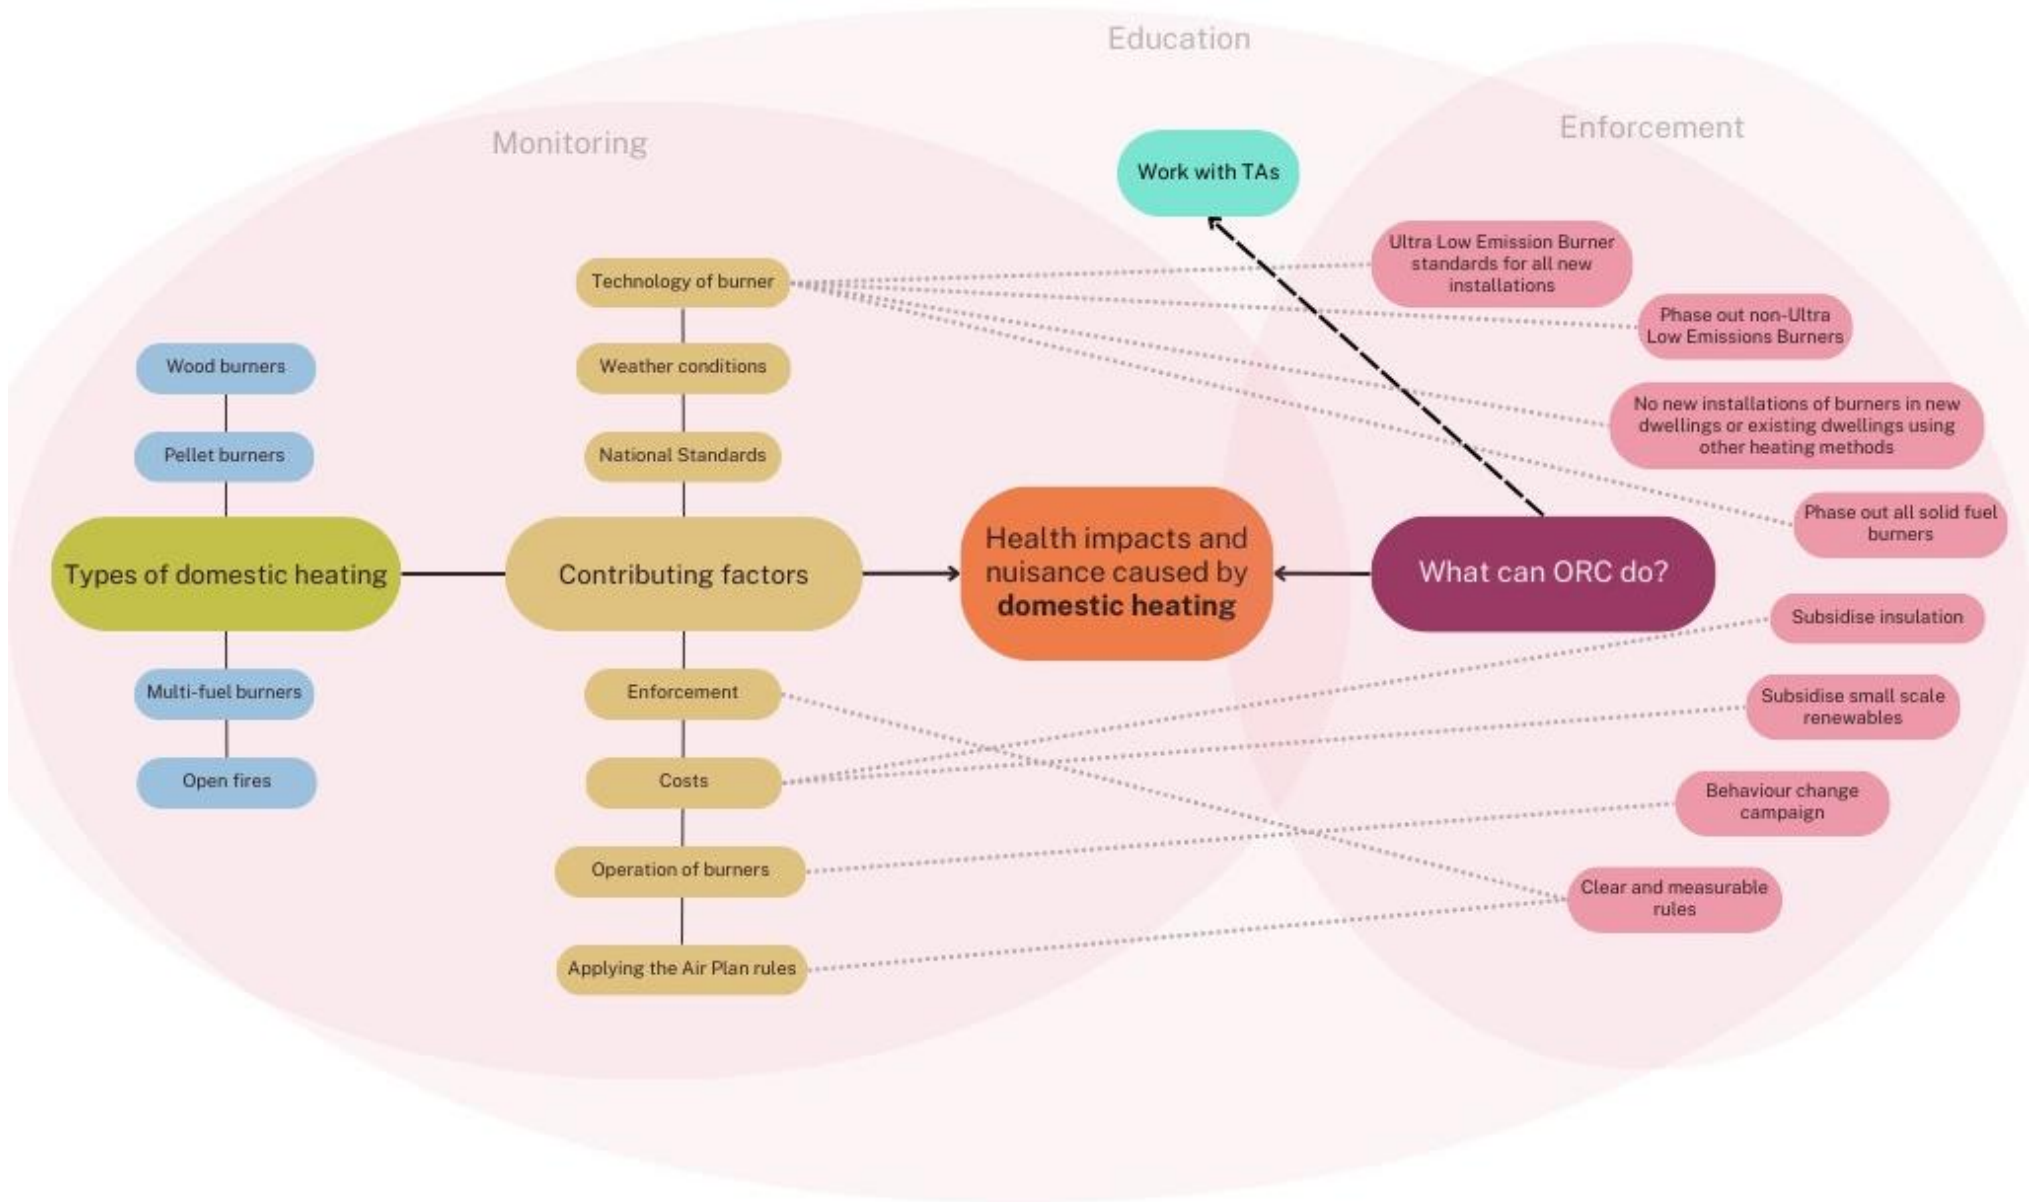 Education
Monitoring
Enforcement
Work with TAs
Ultra Low Emission Burner
standards for all new
installations
Technology of burner
Phase out non-Ultra
Low Emissions Burners
Wood burners
Weather conditions
No new installations of burners in new
dwellings or existing dwellings using
other heating methods
Pellet burners
National Standards
Phase out all solid fuel
burners
Types of domestic heating
Contributing factors
Health impacts and
nuisance caused by
domestic heating
What can ORC do?
Subsidise insulation
Multi-fuel burners
Enforcement
Subsidise small scale
renewables
Open fires
Costs
Behaviour change
campaign
Operation of burners
Clear and measurable
rules
Applying the Air Plan rules